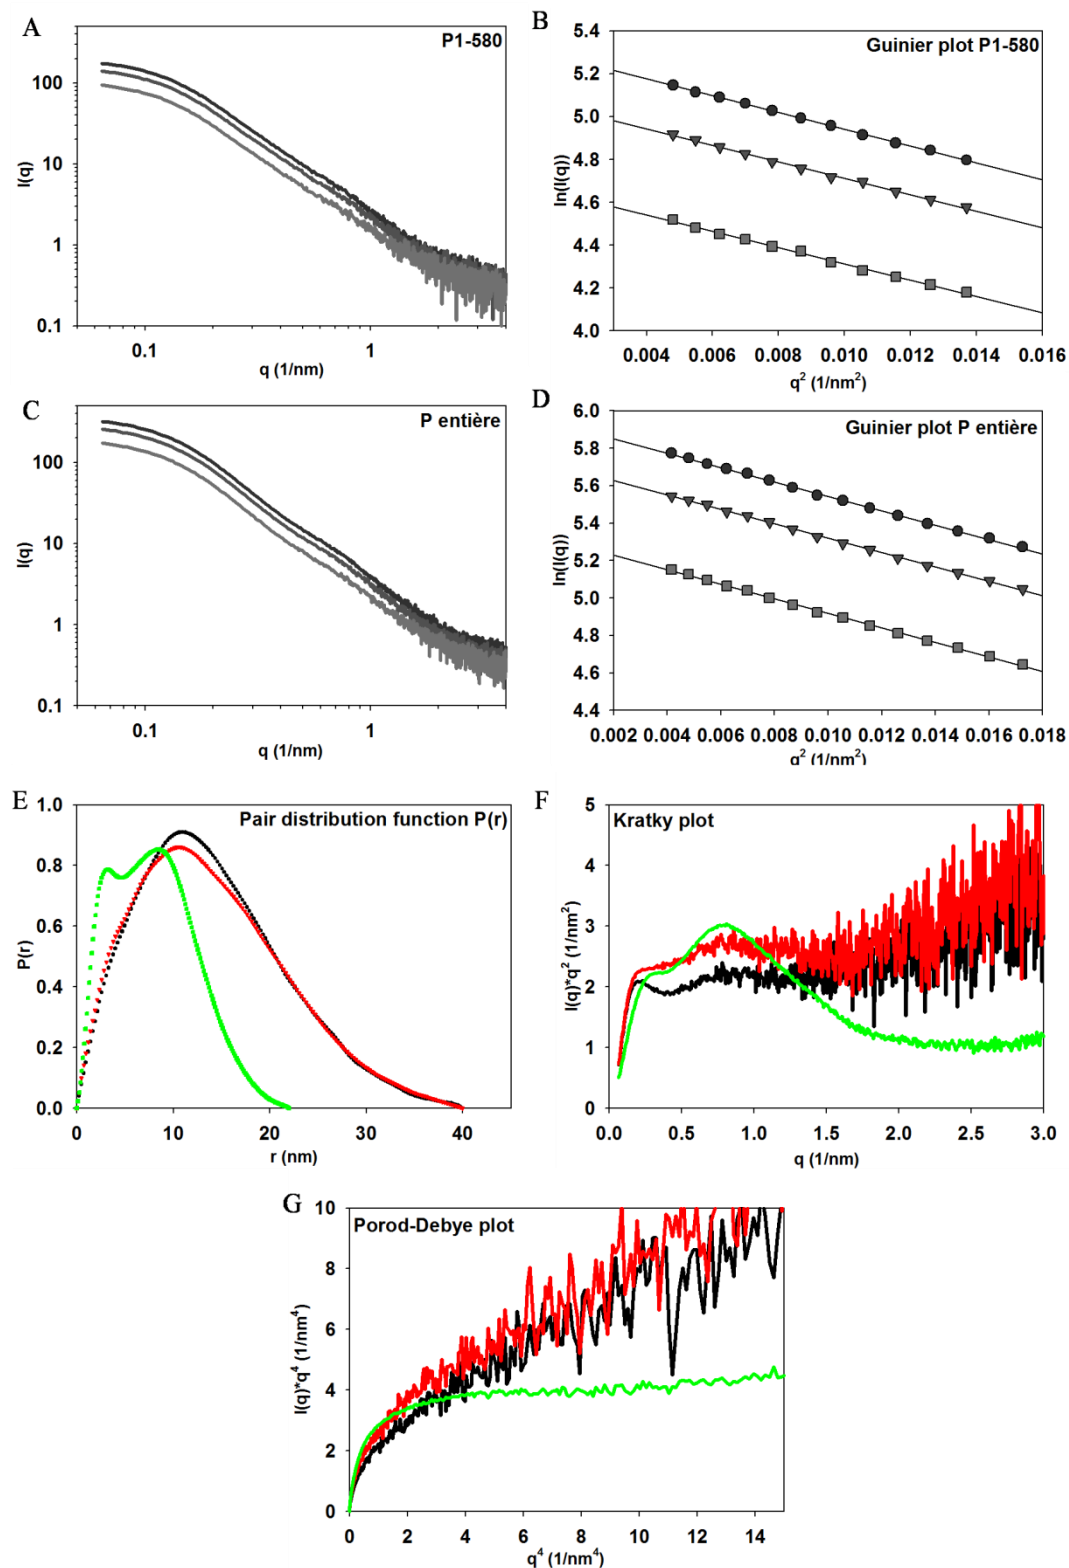 A
P1-580
I(q)
100
10
1
0.1
0.1
1
q (1/nm)
B
Guinier plot P1-580
ln(I(q))
5.4
5.2
5.0
4.8
4.6
4.4
4.2
4.0
0.004 0.006 0.008 0.010 0.012 0.014 0.016
q² (1/nm²)
C
P entière
I(q)
100
10
1
0.1
0.1
1
q (1/nm)
D
Guinier plot P entière
ln(I(q))
6.0
5.8
5.6
5.4
5.2
5.0
4.8
4.6
4.4
0.002 0.004 0.006 0.008 0.010 0.012 0.014 0.016 0.018
q² (1/nm²)
E
Pair distribution function P(r)
P(r)
1.0
0.8
0.6
0.4
0.2
0.0
0 10 20 30 40
r (nm)
F
Kratky plot
I(q)*q² (1/nm²)
5
4
3
2
1
0
0.0 0.5 1.0 1.5 2.0 2.5 3.0
q (1/nm)
G
Porod-Debye plot
I(q)*q⁴ (1/nm⁴)
10
8
6
4
2
0
0 2 4 6 8 10 12 14
q⁴ (1/nm⁴)